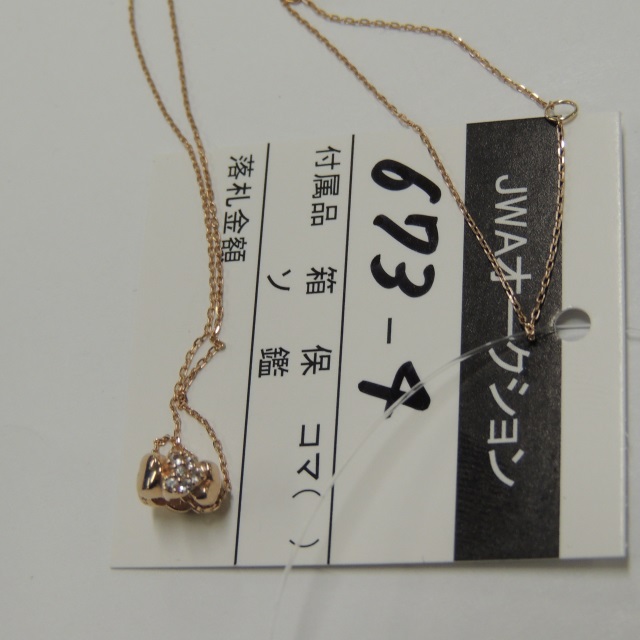 JWAオークション
673-4
付属品 箱 保 コマ( )
ソ 鑑
落札金額